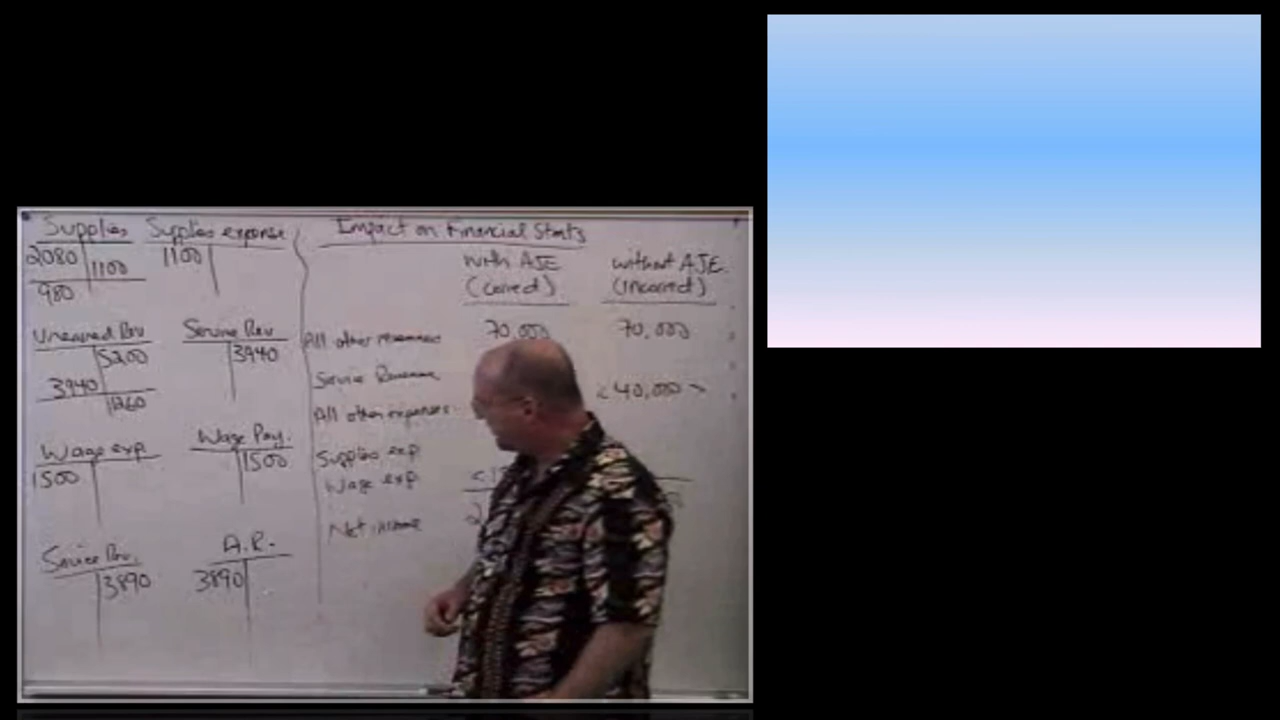 Supplies Supplies expense
2080 1100 1100
980
Unearned Rev Service Rev
5200 3940
3940
1260
Wage exp. Wage Pay.
1500 1500
Service Rev. A.R.
3890 3890
Impact on Financial Stmts
with AJE without AJE
(Correct) (Incorrect)
All other revenues 70,000 70,000
Service Revenue
All other expenses <40,000>
Supplies exp
Wage exp.
Net income